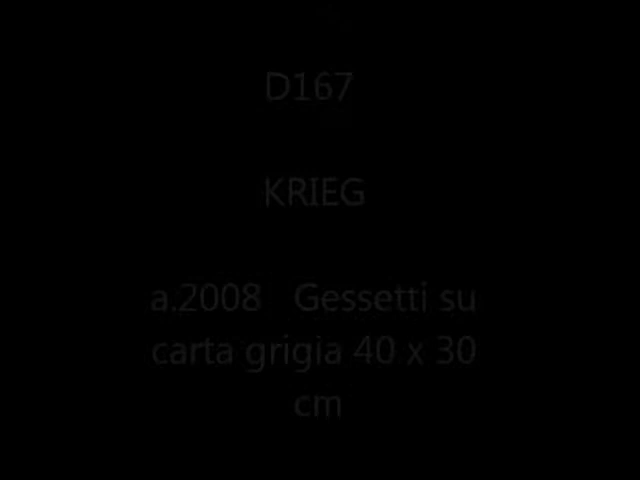 D167
KRIEG
a.2008 Gessetti su
carta grigia 40 x 30
cm